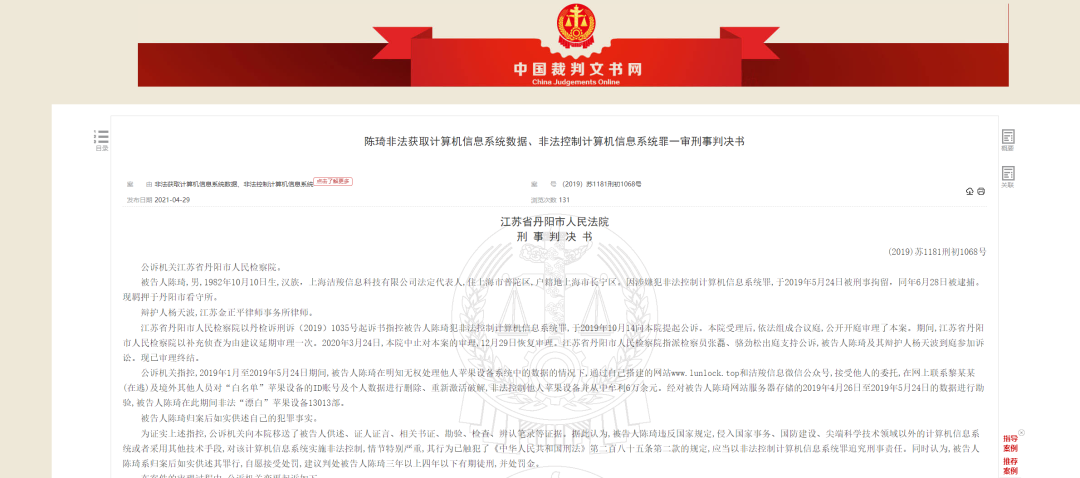 中国裁判文书网
China Judgements Online
目录
概要
关联
陈琦非法获取计算机信息系统数据、非法控制计算机信息系统罪一审刑事判决书
案 由 非法获取计算机信息系统数据、非法控制计算机信息系统 点击了解更多
案 号 (2019)苏1181刑初1068号
发布日期 2021-04-29
浏览次数 131
江苏省丹阳市人民法院
刑 事 判 决 书
(2019)苏1181刑初1068号
公诉机关江苏省丹阳市人民检察院。
被告人陈琦,男,1982年10月10日生,汉族,上海洁骏信息科技有限公司法定代表人,住上海市普陀区,户籍地上海市长宁区。因涉嫌犯非法控制计算机信息系统罪,于2019年5月24日被刑事拘留,同年6月28日被逮捕。
现羁押于丹阳市看守所。
辩护人杨天波,江苏金正平律师事务所律师。
江苏省丹阳市人民检察院以丹检诉刑诉(2019)1035号起诉书指控被告人陈琦犯非法控制计算机信息系统罪,于2019年10月14向本院提起公诉。本院受理后,依法组成合议庭,公开开庭审理了本案。期间,江苏省丹阳
市人民检察院以补充侦查为由建议延期审理一次。2020年3月24日,本院中止对本案的审理,12月29日恢复审理。江苏省丹阳市人民检察院指派检察员张磊、骆劲松出庭支持公诉,被告人陈琦及其辩护人杨天波到庭参加诉
讼。现已审理终结。
公诉机关指控,2019年1月至2019年5月24日期间,被告人陈琦在明知无权处理他人苹果设备系统中的数据的情况下,通过自己搭建的网站www.lunlock.top和洁骏信息微信公众号,接受他人的委托,在网上联系黎某某
(在逃)及境外其他人员对“白名单”苹果设备的ID账号及个人数据进行删除、重新激活破解,非法控制他人苹果设备并从中牟利6万余元。经对被告人陈琦网站服务器存储的2019年4月26日至2019年5月24日的数据进行勘
验,被告人陈琦在此期间非法“漂白”苹果设备13013部。
被告人陈琦归案后如实供述自己的犯罪事实。
为证实上述指控,公诉机关向本院移送了被告人供述、证人证言、相关书证、勘验、检查、辨认笔录等证据。据此认为,被告人陈琦违反国家规定,侵入国家事务、国防建设、尖端科学技术领域以外的计算机信息系
统或者采用其他技术手段,对该计算机信息系统实施非法控制,情节特别严重,其行为已触犯了《中华人民共和国刑法》第二百八十五条第二款的规定,应当以非法控制计算机信息系统罪追究刑事责任。同时认为,被告人
陈琦系归案后如实供述其罪行,自愿接受处罚,建议判处被告人陈琦三年以上四年以下有期徒刑,并处罚金。
指导
案例
推荐
案例